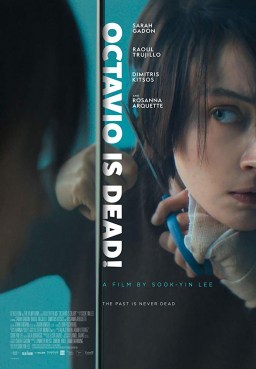 SARAH
GADON
RAOUL
TRUJILLO
DIMITRIS
KITSOS
AND
ROSANNA
ARQUETTE
OCTAVIO IS DEAD!
A FILM BY SOOK-YIN LEE
THE PAST IS NEVER DEAD